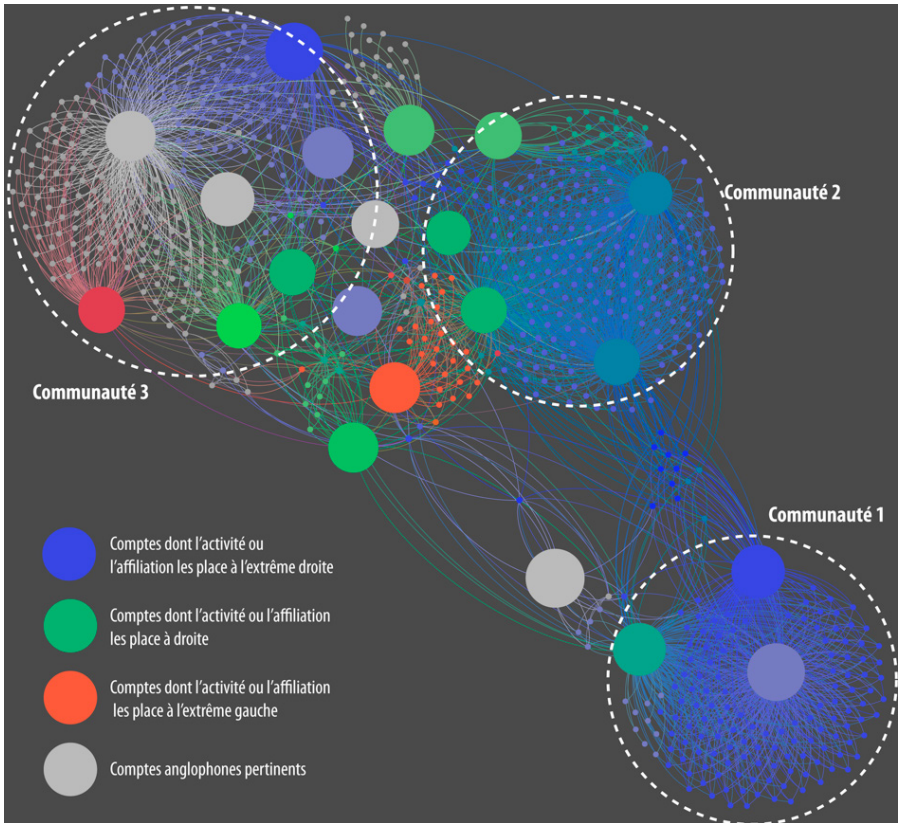 Communauté 2
Communauté 3
Communauté 1
Comptes dont l'activité ou
l'affiliation les place à l'extrême droite
Comptes dont l'activité ou l'affiliation
les place à droite
Comptes dont l'activité ou l'affiliation
les place à l'extrême gauche
Comptes anglophones pertinents